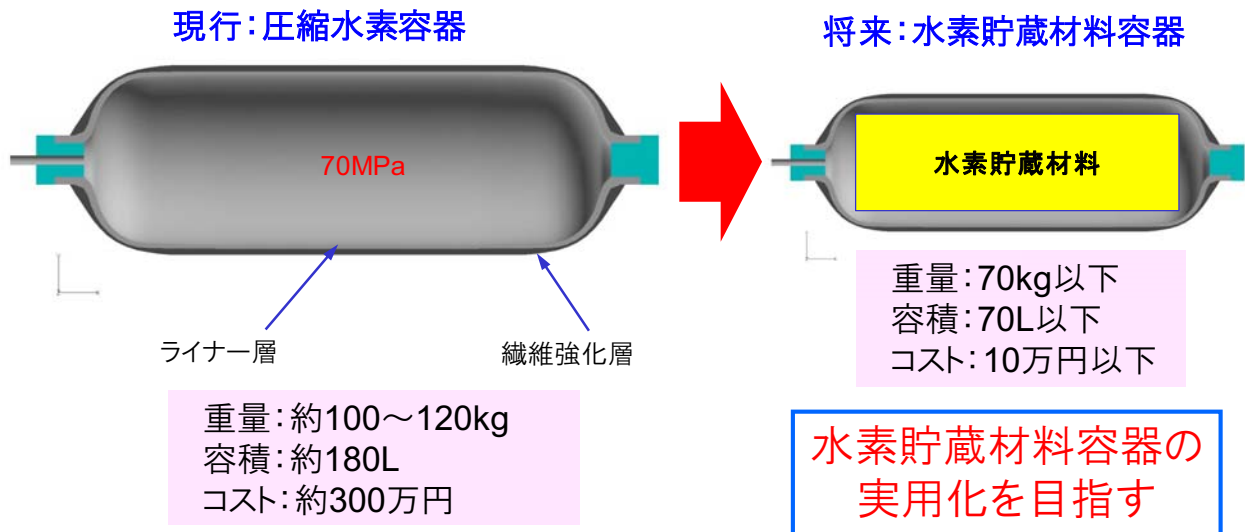 現行：圧縮水素容器
将来：水素貯蔵材料容器
70MPa
水素貯蔵材料
ライナー層
繊維強化層
重量：約100～120kg
容積：約180L
コスト：約300万円
重量：70kg以下
容積：70L以下
コスト：10万円以下
水素貯蔵材料容器の
実用化を目指す